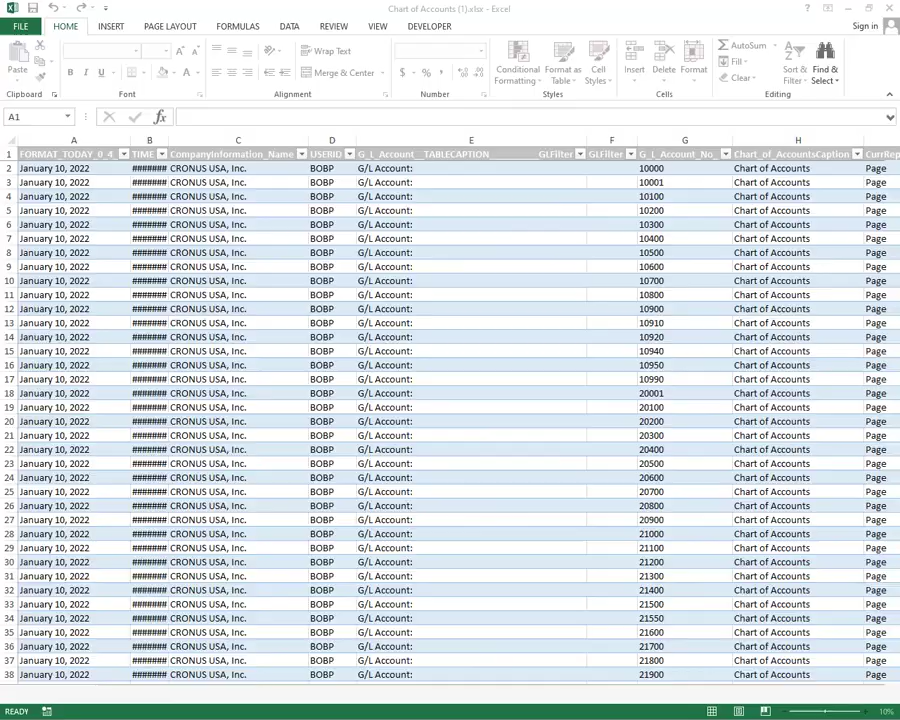 Chart of Accounts (1).xlsx - Excel
FILE HOME INSERT PAGE LAYOUT FORMULAS DATA REVIEW VIEW DEVELOPER Sign in
Paste B I U A A A Wrap Text Merge & Center $ % , Conditional Formatting Format as Table Cell Styles Insert Delete Format AutoSum Fill Clear Sort & Filter Find & Select
Clipboard Font Alignment Number Styles Cells Editing
A1 fx
A B C D E F G H
1 FORMAT_TODAY_0_4_ TIME CompanyInformation_Name USERID G_L_Account__TABLECAPTION GLFilter GLFilter G_L_Account_No_ Chart_of_AccountsCaption CurrRep
2 January 10, 2022 ####### CRONUS USA, Inc. BOBP G/L Account: 10000 Chart of Accounts Page
3 January 10, 2022 ####### CRONUS USA, Inc. BOBP G/L Account: 10001 Chart of Accounts Page
4 January 10, 2022 ####### CRONUS USA, Inc. BOBP G/L Account: 10100 Chart of Accounts Page
5 January 10, 2022 ####### CRONUS USA, Inc. BOBP G/L Account: 10200 Chart of Accounts Page
6 January 10, 2022 ####### CRONUS USA, Inc. BOBP G/L Account: 10300 Chart of Accounts Page
7 January 10, 2022 ####### CRONUS USA, Inc. BOBP G/L Account: 10400 Chart of Accounts Page
8 January 10, 2022 ####### CRONUS USA, Inc. BOBP G/L Account: 10500 Chart of Accounts Page
9 January 10, 2022 ####### CRONUS USA, Inc. BOBP G/L Account: 10600 Chart of Accounts Page
10 January 10, 2022 ####### CRONUS USA, Inc. BOBP G/L Account: 10700 Chart of Accounts Page
11 January 10, 2022 ####### CRONUS USA, Inc. BOBP G/L Account: 10800 Chart of Accounts Page
12 January 10, 2022 ####### CRONUS USA, Inc. BOBP G/L Account: 10900 Chart of Accounts Page
13 January 10, 2022 ####### CRONUS USA, Inc. BOBP G/L Account: 10910 Chart of Accounts Page
14 January 10, 2022 ####### CRONUS USA, Inc. BOBP G/L Account: 10920 Chart of Accounts Page
15 January 10, 2022 ####### CRONUS USA, Inc. BOBP G/L Account: 10940 Chart of Accounts Page
16 January 10, 2022 ####### CRONUS USA, Inc. BOBP G/L Account: 10950 Chart of Accounts Page
17 January 10, 2022 ####### CRONUS USA, Inc. BOBP G/L Account: 10990 Chart of Accounts Page
18 January 10, 2022 ####### CRONUS USA, Inc. BOBP G/L Account: 20001 Chart of Accounts Page
19 January 10, 2022 ####### CRONUS USA, Inc. BOBP G/L Account: 20100 Chart of Accounts Page
20 January 10, 2022 ####### CRONUS USA, Inc. BOBP G/L Account: 20200 Chart of Accounts Page
21 January 10, 2022 ####### CRONUS USA, Inc. BOBP G/L Account: 20300 Chart of Accounts Page
22 January 10, 2022 ####### CRONUS USA, Inc. BOBP G/L Account: 20400 Chart of Accounts Page
23 January 10, 2022 ####### CRONUS USA, Inc. BOBP G/L Account: 20500 Chart of Accounts Page
24 January 10, 2022 ####### CRONUS USA, Inc. BOBP G/L Account: 20600 Chart of Accounts Page
25 January 10, 2022 ####### CRONUS USA, Inc. BOBP G/L Account: 20700 Chart of Accounts Page
26 January 10, 2022 ####### CRONUS USA, Inc. BOBP G/L Account: 20800 Chart of Accounts Page
27 January 10, 2022 ####### CRONUS USA, Inc. BOBP G/L Account: 20900 Chart of Accounts Page
28 January 10, 2022 ####### CRONUS USA, Inc. BOBP G/L Account: 21000 Chart of Accounts Page
29 January 10, 2022 ####### CRONUS USA, Inc. BOBP G/L Account: 21100 Chart of Accounts Page
30 January 10, 2022 ####### CRONUS USA, Inc. BOBP G/L Account: 21200 Chart of Accounts Page
31 January 10, 2022 ####### CRONUS USA, Inc. BOBP G/L Account: 21300 Chart of Accounts Page
32 January 10, 2022 ####### CRONUS USA, Inc. BOBP G/L Account: 21400 Chart of Accounts Page
33 January 10, 2022 ####### CRONUS USA, Inc. BOBP G/L Account: 21500 Chart of Accounts Page
34 January 10, 2022 ####### CRONUS USA, Inc. BOBP G/L Account: 21550 Chart of Accounts Page
35 January 10, 2022 ####### CRONUS USA, Inc. BOBP G/L Account: 21600 Chart of Accounts Page
36 January 10, 2022 ####### CRONUS USA, Inc. BOBP G/L Account: 21700 Chart of Accounts Page
37 January 10, 2022 ####### CRONUS USA, Inc. BOBP G/L Account: 21800 Chart of Accounts Page
38 January 10, 2022 ####### CRONUS USA, Inc. BOBP G/L Account: 21900 Chart of Accounts Page
READY 10%